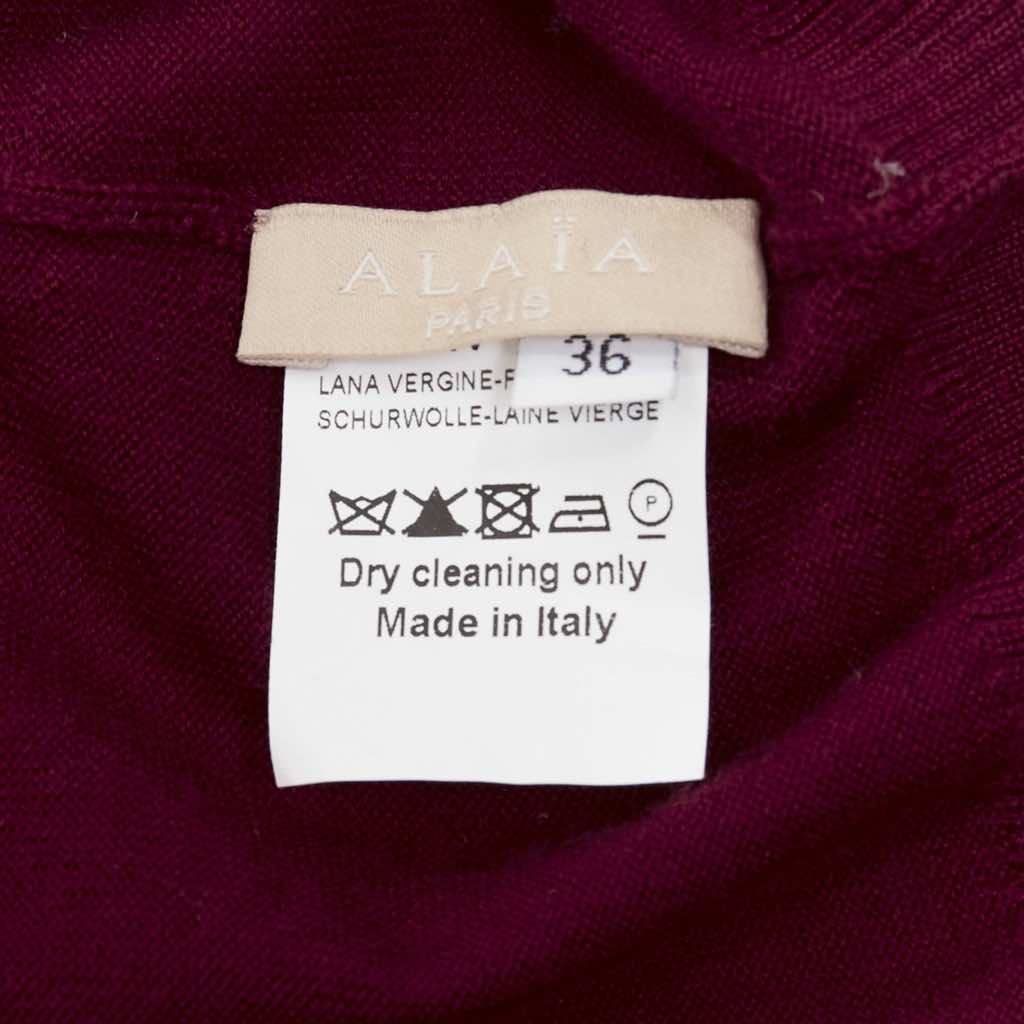 ALAÏA
PARIS
36
LANA VERGINE-
SCHURWOLLE-LAINE VIERGE
P
Dry cleaning only
Made in Italy